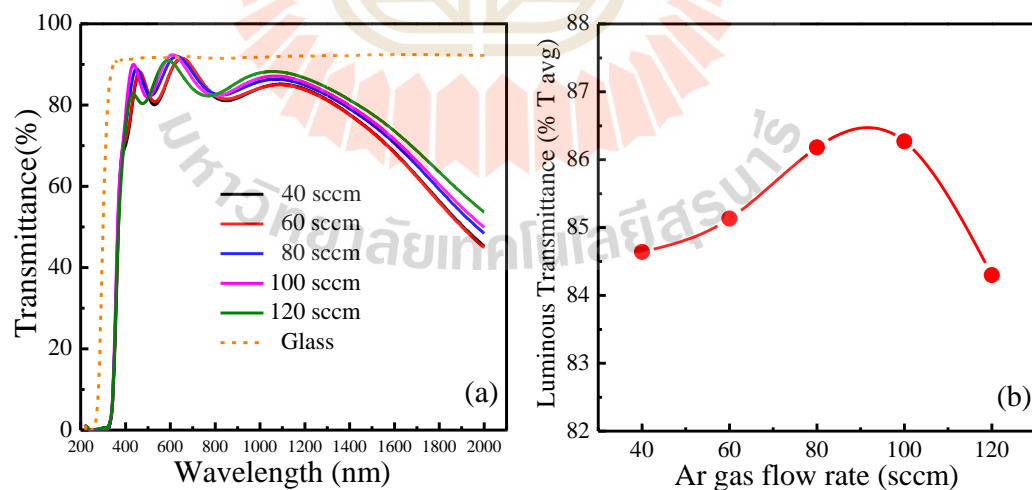 100
80
60
40
20
0
Transmittance(%)
200 400 600 800 1000 1200 1400 1600 1800 2000
Wavelength (nm)
40 sccm
60 sccm
80 sccm
100 sccm
120 sccm
Glass
(a)
88
87
86
85
84
83
82
Luminous Transmittance (% T avg)
40 60 80 100 120
Ar gas flow rate (sccm)
(b)
มหาวิทยาลัยเทคโนโลยีสุรนารี